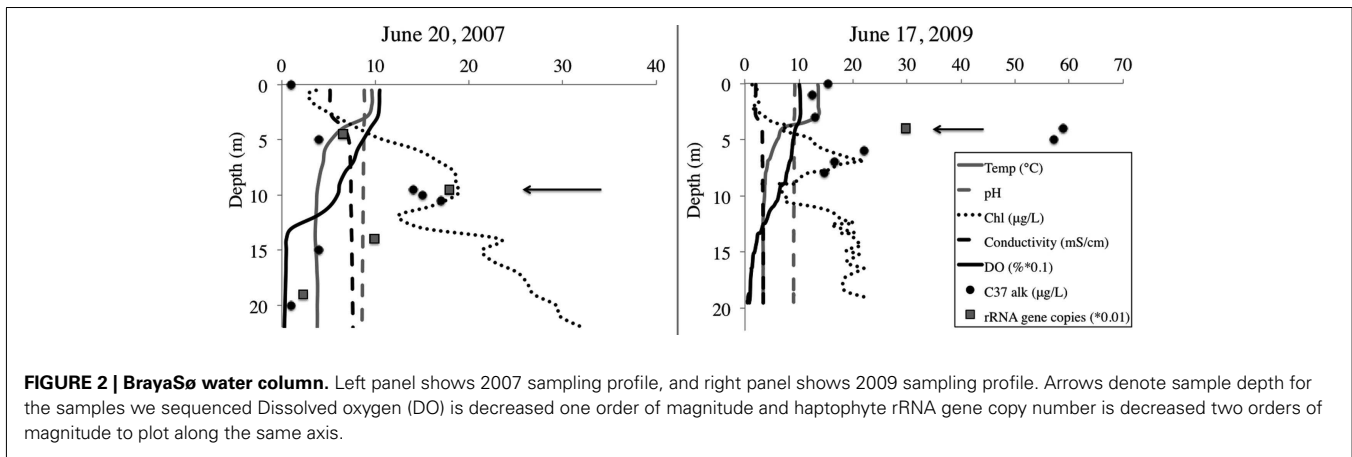 June 20, 2007
0 10 20 30 40
0
5
10
15
20
Depth (m)
June 17, 2009
0 10 20 30 40 50 60 70
0
5
10
15
20
Depth (m)
Temp (°C)
pH
Chl (µg/L)
Conductivity (mS/cm)
DO (%*0.1)
C37 alk (µg/L)
rRNA gene copies (*0.01)
FIGURE 2 | BrayaSø water column. Left panel shows 2007 sampling profile, and right panel shows 2009 sampling profile. Arrows denote sample depth for
the samples we sequenced Dissolved oxygen (DO) is decreased one order of magnitude and haptophyte rRNA gene copy number is decreased two orders of
magnitude to plot along the same axis.